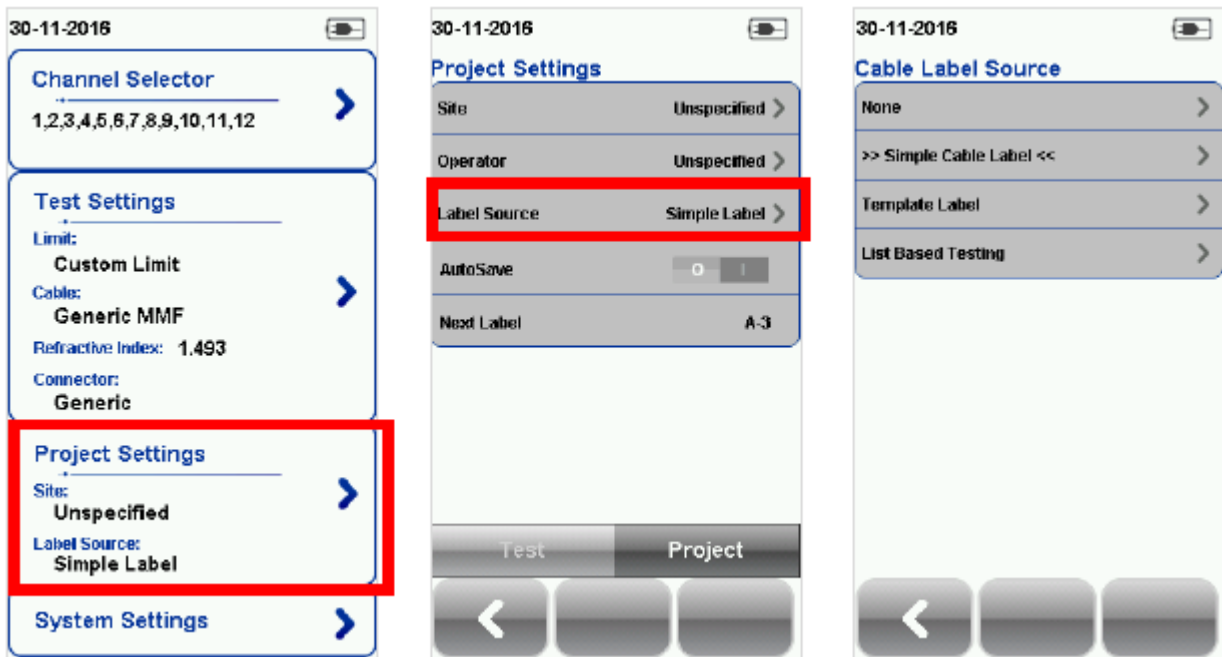 30-11-2016
Channel Selector
1,2,3,4,5,6,7,8,9,10,11,12
Test Settings
Limit:
Custom Limit
Cable:
Generic MMF
Refractive Index: 1.493
Connector:
Generic
Project Settings
Site:
Unspecified
Label Source:
Simple Label
System Settings
30-11-2016
Project Settings
Site Unspecified
Operator Unspecified
Label Source Simple Label
AutoSave O I
Next Label A-3
Test Project
30-11-2016
Cable Label Source
None
>> Simple Cable Label <<
Template Label
List Based Testing